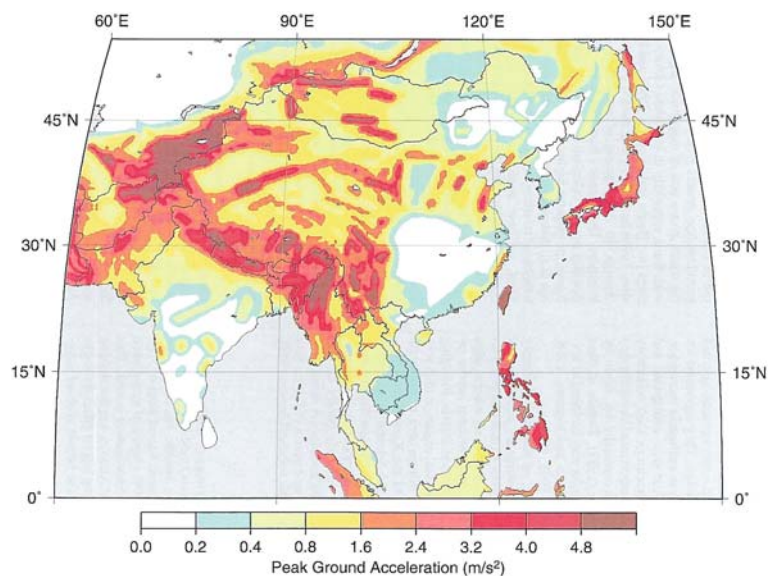 60°E 90°E 120°E 150°E
45°N 45°N
30°N 30°N
15°N 15°N
0° 0°
0.0 0.2 0.4 0.8 1.6 2.4 3.2 4.0 4.8
Peak Ground Acceleration (m/s²)